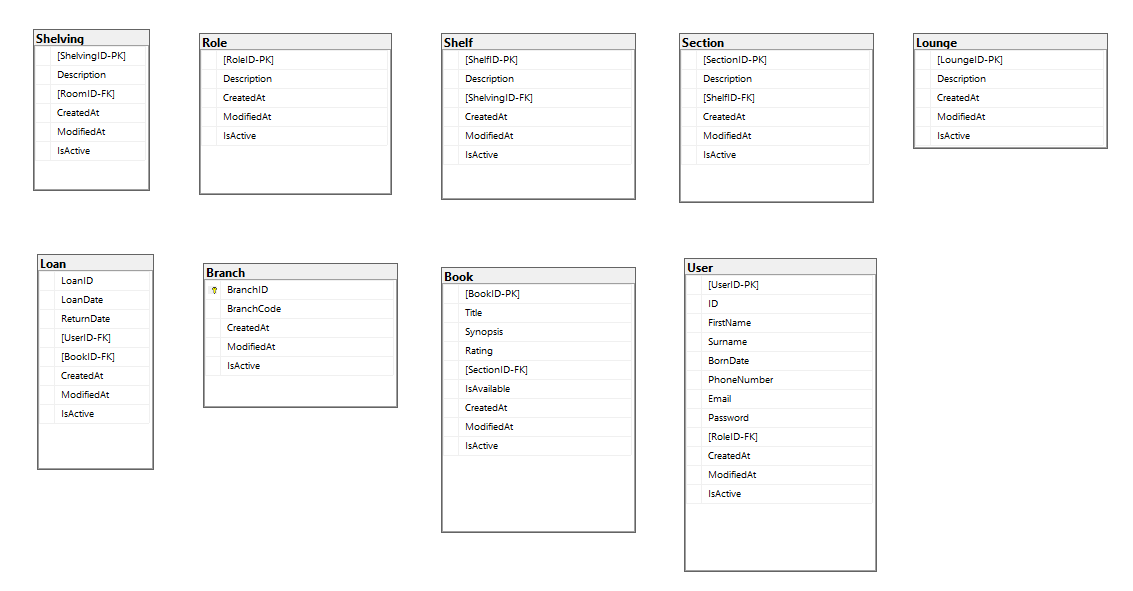 Shelving
[ShelvingID-PK]
Description
[RoomID-FK]
CreatedAt
ModifiedAt
IsActive
Role
[RoleID-PK]
Description
CreatedAt
ModifiedAt
IsActive
Shelf
[ShelfID-PK]
Description
[ShelvingID-FK]
CreatedAt
ModifiedAt
IsActive
Section
[SectionID-PK]
Description
[ShelfID-FK]
CreatedAt
ModifiedAt
IsActive
Lounge
[LoungeID-PK]
Description
CreatedAt
ModifiedAt
IsActive
Loan
LoanID
LoanDate
ReturnDate
[UserID-FK]
[BookID-FK]
CreatedAt
ModifiedAt
IsActive
Branch
BranchID
BranchCode
CreatedAt
ModifiedAt
IsActive
Book
[BookID-PK]
Title
Synopsis
Rating
[SectionID-FK]
IsAvailable
CreatedAt
ModifiedAt
IsActive
User
[UserID-PK]
ID
FirstName
Surname
BornDate
PhoneNumber
Email
Password
[RoleID-FK]
CreatedAt
ModifiedAt
IsActive